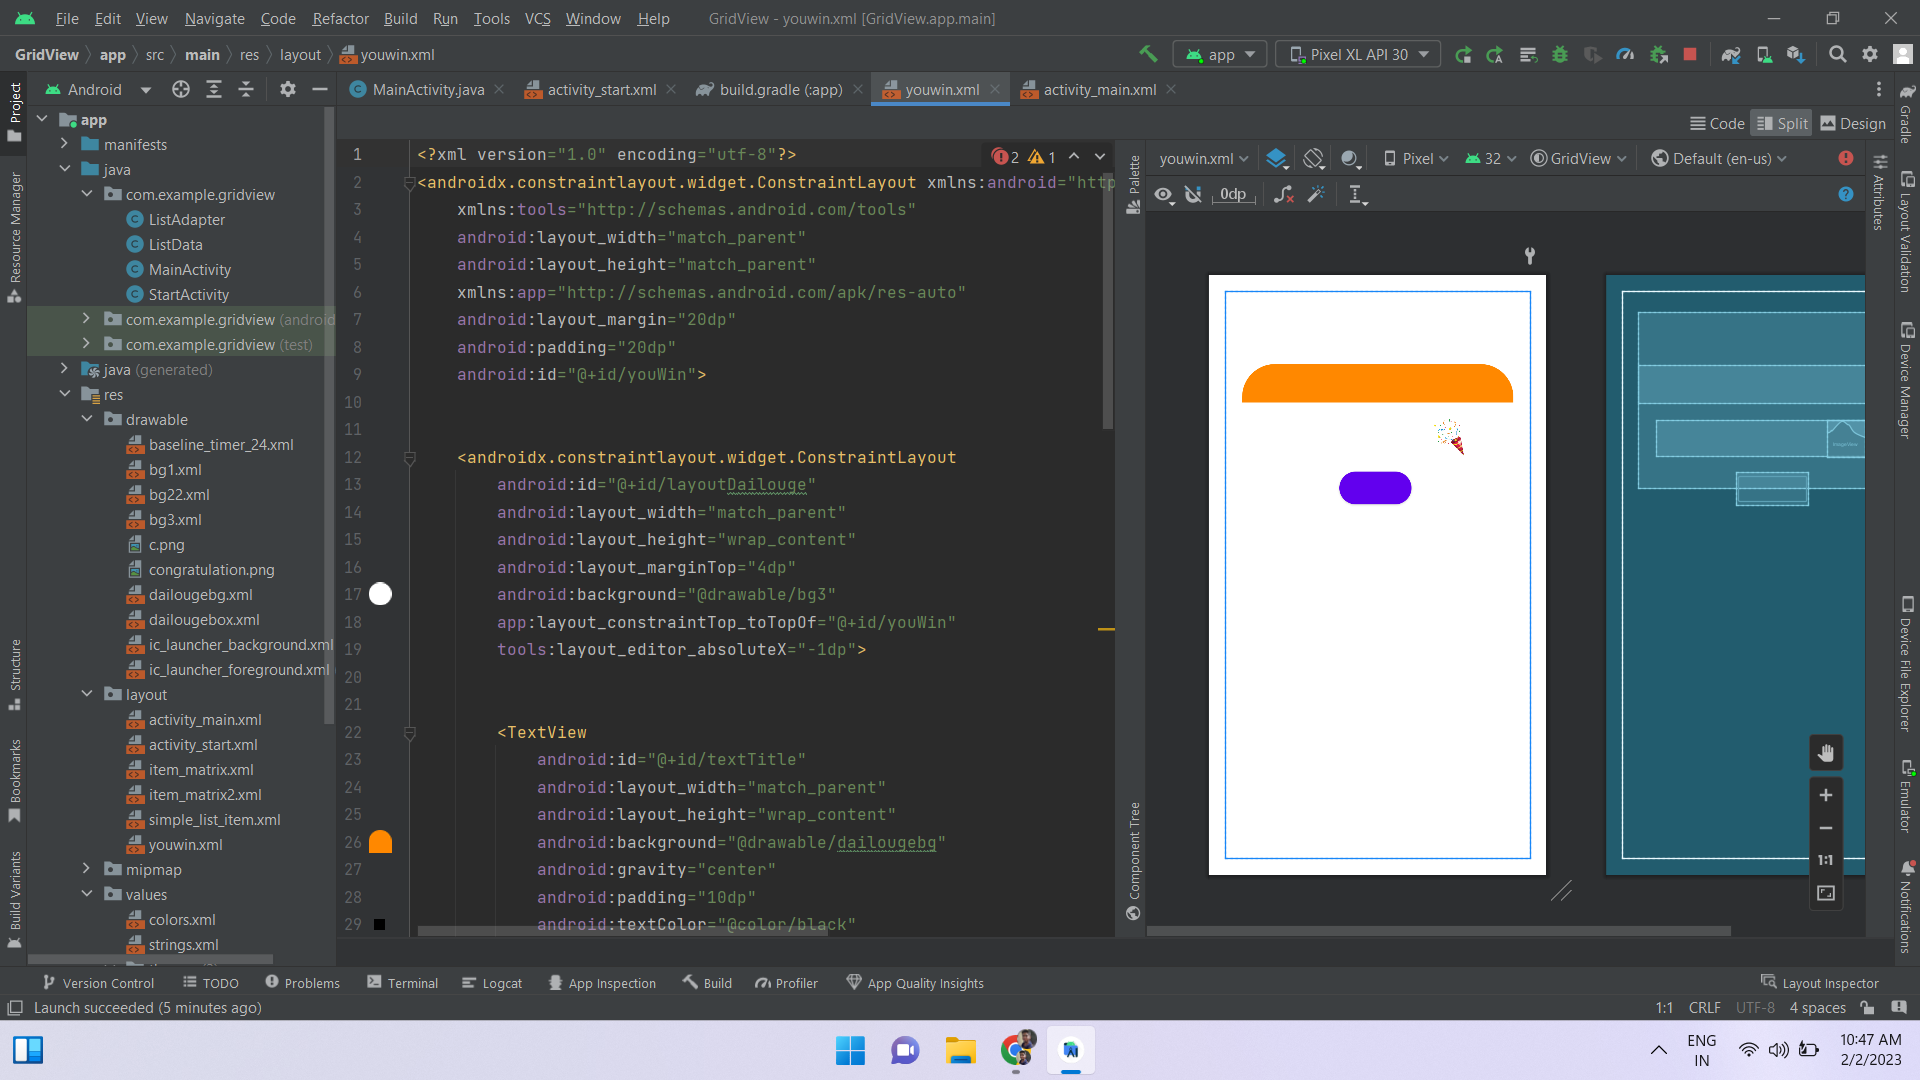 File Edit View Navigate Code Refactor Build Run Tools VCS Window Help GridView - youwin.xml [GridView.app.main]
GridView app src main res layout youwin.xml app Pixel XL API 30
Android MainActivity.java activity_start.xml build.gradle (:app) youwin.xml activity_main.xml
Code Split Design
Project
Resource Manager
Structure
Bookmarks
Build Variants
app
manifests
java
com.example.gridview
ListAdapter
ListData
MainActivity
StartActivity
com.example.gridview (android
com.example.gridview (test)
java (generated)
res
drawable
baseline_timer_24.xml
bg1.xml
bg22.xml
bg3.xml
c.png
congratulation.png
dailougebg.xml
dailougebox.xml
ic_launcher_background.xml
ic_launcher_foreground.xml
layout
activity_main.xml
activity_start.xml
item_matrix.xml
item_matrix2.xml
simple_list_item.xml
youwin.xml
mipmap
values
colors.xml
strings.xml
2 1
1 <?xml version="1.0" encoding="utf-8"?>
2 <androidx.constraintlayout.widget.ConstraintLayout xmlns:android="http
3 xmlns:tools="http://schemas.android.com/tools"
4 android:layout_width="match_parent"
5 android:layout_height="match_parent"
6 xmlns:app="http://schemas.android.com/apk/res-auto"
7 android:layout_margin="20dp"
8 android:padding="20dp"
9 android:id="@+id/youWin">
10
11
12 <androidx.constraintlayout.widget.ConstraintLayout
13 android:id="@+id/layoutDailouge"
14 android:layout_width="match_parent"
15 android:layout_height="wrap_content"
16 android:layout_marginTop="4dp"
17 android:background="@drawable/bg3"
18 app:layout_constraintTop_toTopOf="@+id/youWin"
19 tools:layout_editor_absoluteX="-1dp">
20
21
22 <TextView
23 android:id="@+id/textTitle"
24 android:layout_width="match_parent"
25 android:layout_height="wrap_content"
26 android:background="@drawable/dailougebg"
27 android:gravity="center"
28 android:padding="10dp"
29 android:textColor="@color/black"
Palette
Component Tree
youwin.xml Pixel 32 GridView Default (en-us)
0dp
1:1
Attributes
Gradle
Layout Validation
Device Manager
Device File Explorer
Emulator
Notifications
Version Control TODO Problems Terminal Logcat App Inspection Build Profiler App Quality Insights Layout Inspector
Launch succeeded (5 minutes ago) 1:1 CRLF UTF-8 4 spaces
ENG
IN
10:47 AM
2/2/2023